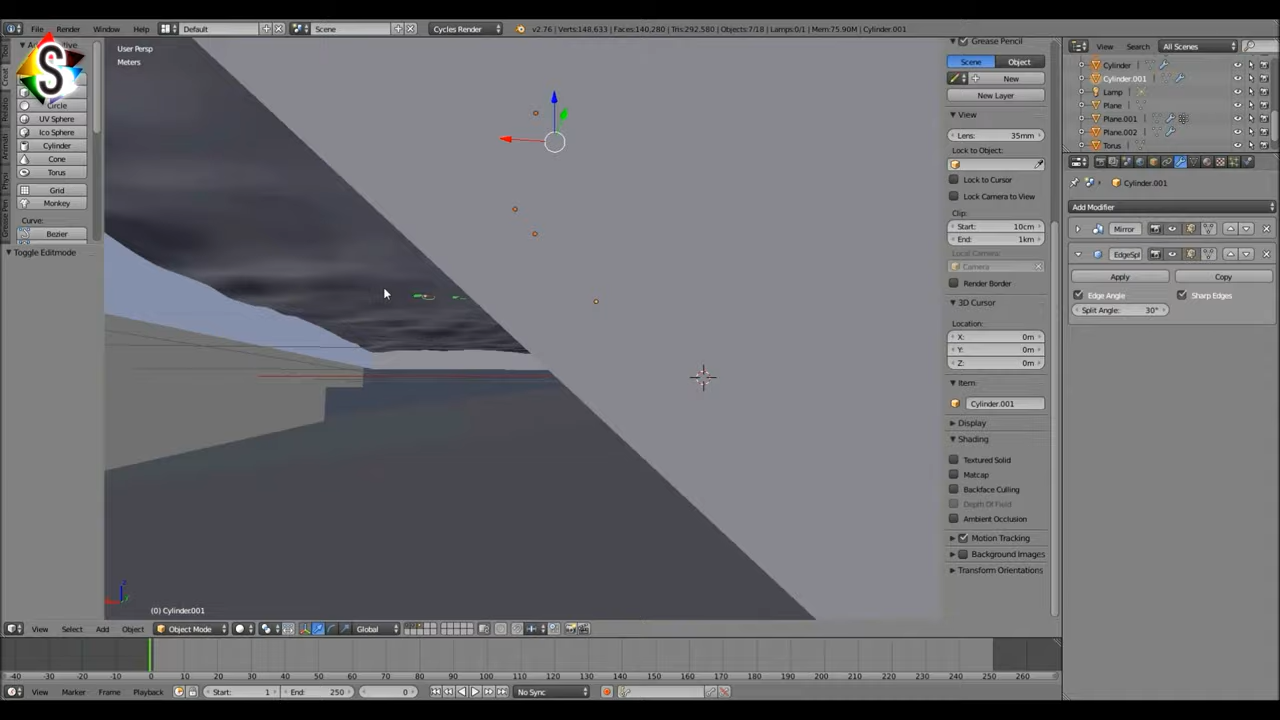 File Render Window Help Default Scene Cycles Render v2.76 | Verts:148,633 | Faces:140,280 | Tris:292,580 | Objects:7/18 | Lamps:0/1 | Mem:75.90M | Cylinder.001
S
Circle
UV Sphere
Ico Sphere
Cylinder
Cone
Torus
Grid
Monkey
Curve:
Bezier
Toggle Editmode
User Persp
Meters
(0) Cylinder.001
Grease Pencil
Scene Object
New
New Layer
View
Lens: 35mm
Lock to Object:
Lock to Cursor
Lock Camera to View
Clip:
Start: 10cm
End: 1km
Local Camera:
Camera
Render Border
3D Cursor
Location:
X: 0m
Y: 0m
Z: 0m
Item
Cylinder.001
Display
Shading
Textured Solid
Matcap
Backface Culling
Depth Of Field
Ambient Occlusion
Motion Tracking
Background Images
Transform Orientations
View Search All Scenes
Cylinder
Cylinder.001
Lamp
Plane
Plane.001
Plane.002
Torus
Cylinder.001
Add Modifier
Mirror
EdgeSpl
Apply Copy
Edge Angle Sharp Edges
Split Angle: 30°
View Select Add Object Object Mode Global
-40 -30 -20 -10 0 10 20 30 40 50 60 70 80 90 100 110 120 130 140 150 160 170 180 190 200 210 220 230 240 250 260
View Marker Frame Playback Start: 1 End: 250 0 No Sync